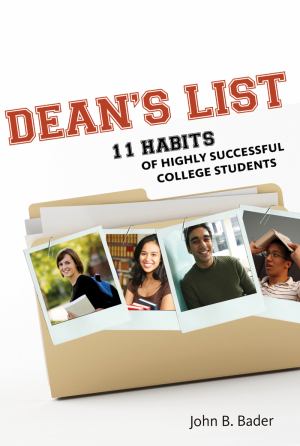 DEAN'S LIST
11 HABITS
OF HIGHLY SUCCESSFUL
COLLEGE STUDENTS
John B. Bader